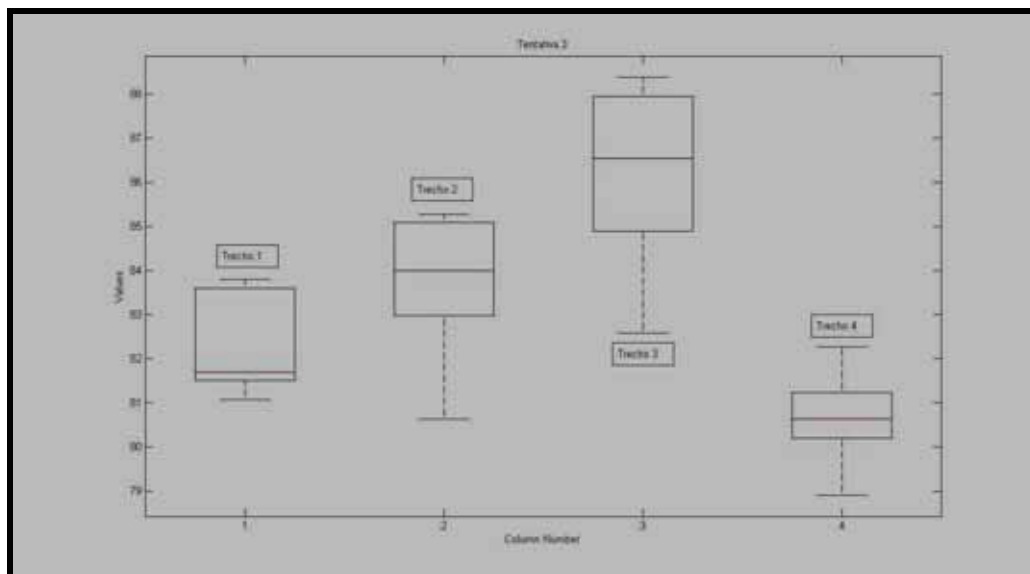 Tentativa 2
88
87
86
85
84
83
82
81
80
79
Values
Trecho 1
Trecho 2
Trecho 3
Trecho 4
1
2
3
4
Column Number